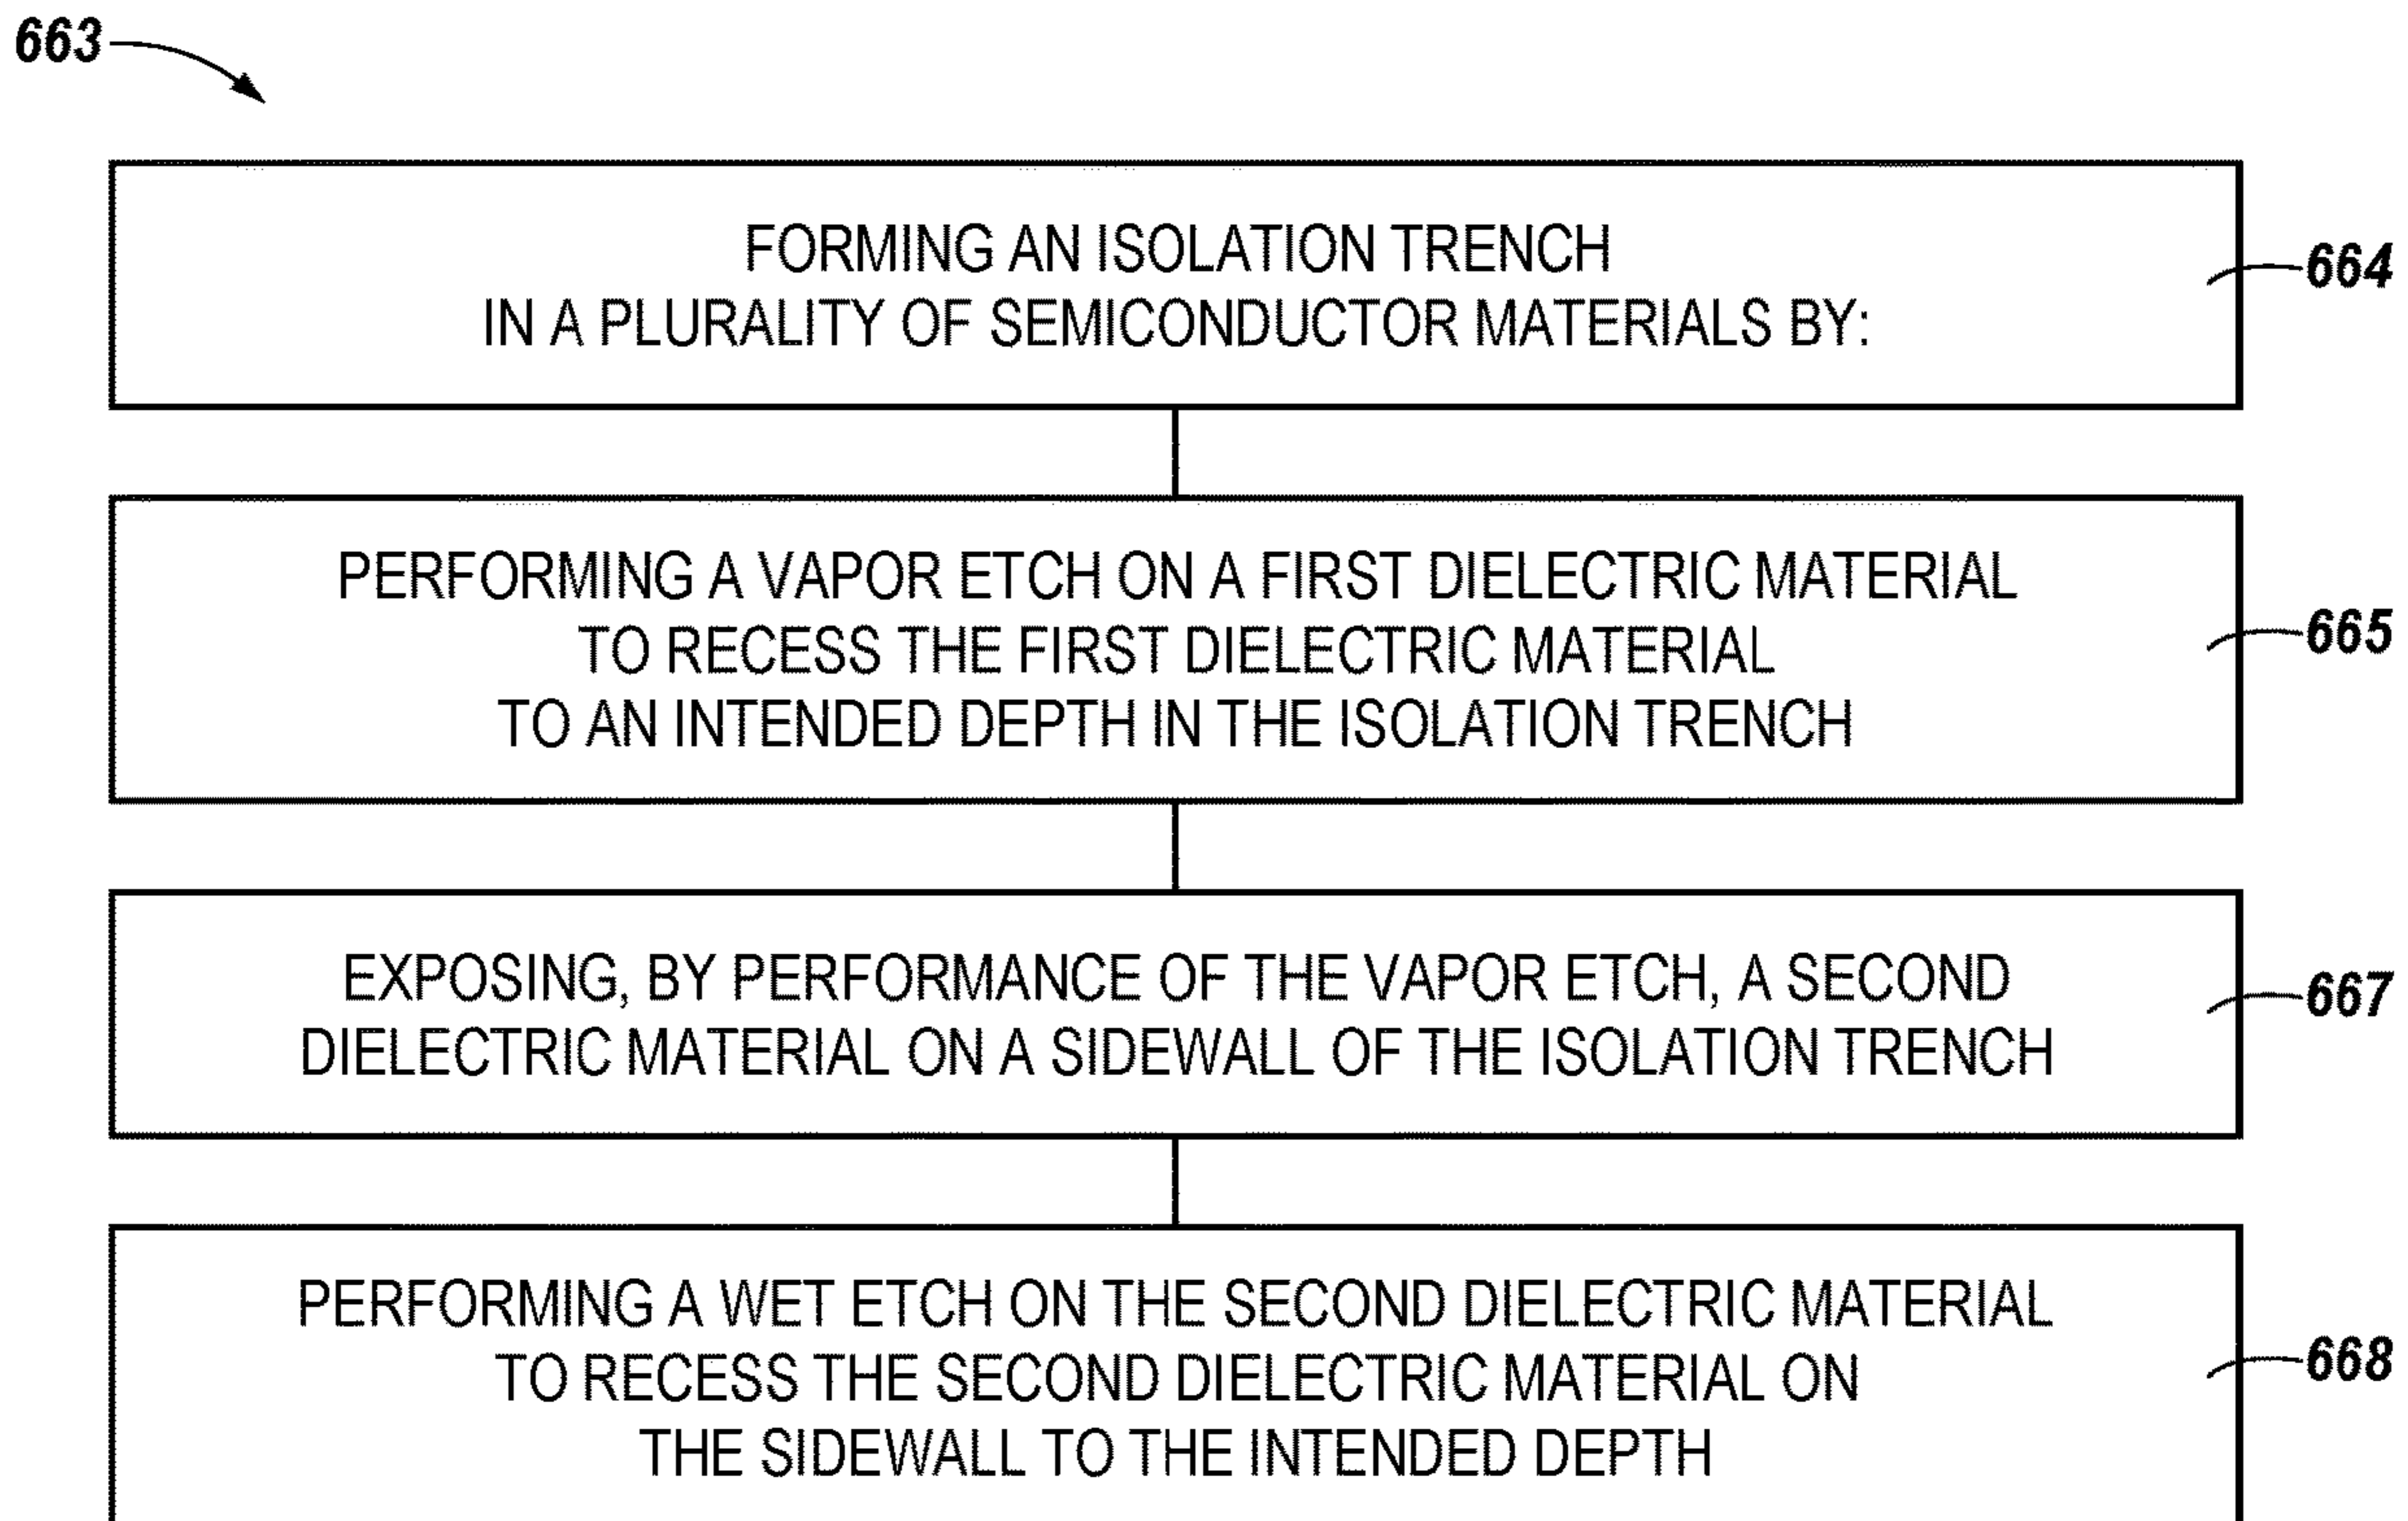 663
FORMING AN ISOLATION TRENCH
IN A PLURALITY OF SEMICONDUCTOR MATERIALS BY:
664
PERFORMING A VAPOR ETCH ON A FIRST DIELECTRIC MATERIAL
TO RECESS THE FIRST DIELECTRIC MATERIAL
TO AN INTENDED DEPTH IN THE ISOLATION TRENCH
665
EXPOSING, BY PERFORMANCE OF THE VAPOR ETCH, A SECOND
DIELECTRIC MATERIAL ON A SIDEWALL OF THE ISOLATION TRENCH
667
PERFORMING A WET ETCH ON THE SECOND DIELECTRIC MATERIAL
TO RECESS THE SECOND DIELECTRIC MATERIAL ON
THE SIDEWALL TO THE INTENDED DEPTH
668